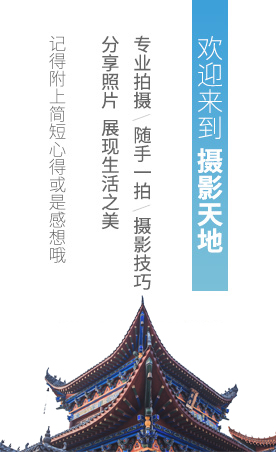 欢迎来到 摄影天地
专业拍摄／随手一拍／摄影技巧
分享照片 展现生活之美
记得附上简短心得或是感想哦